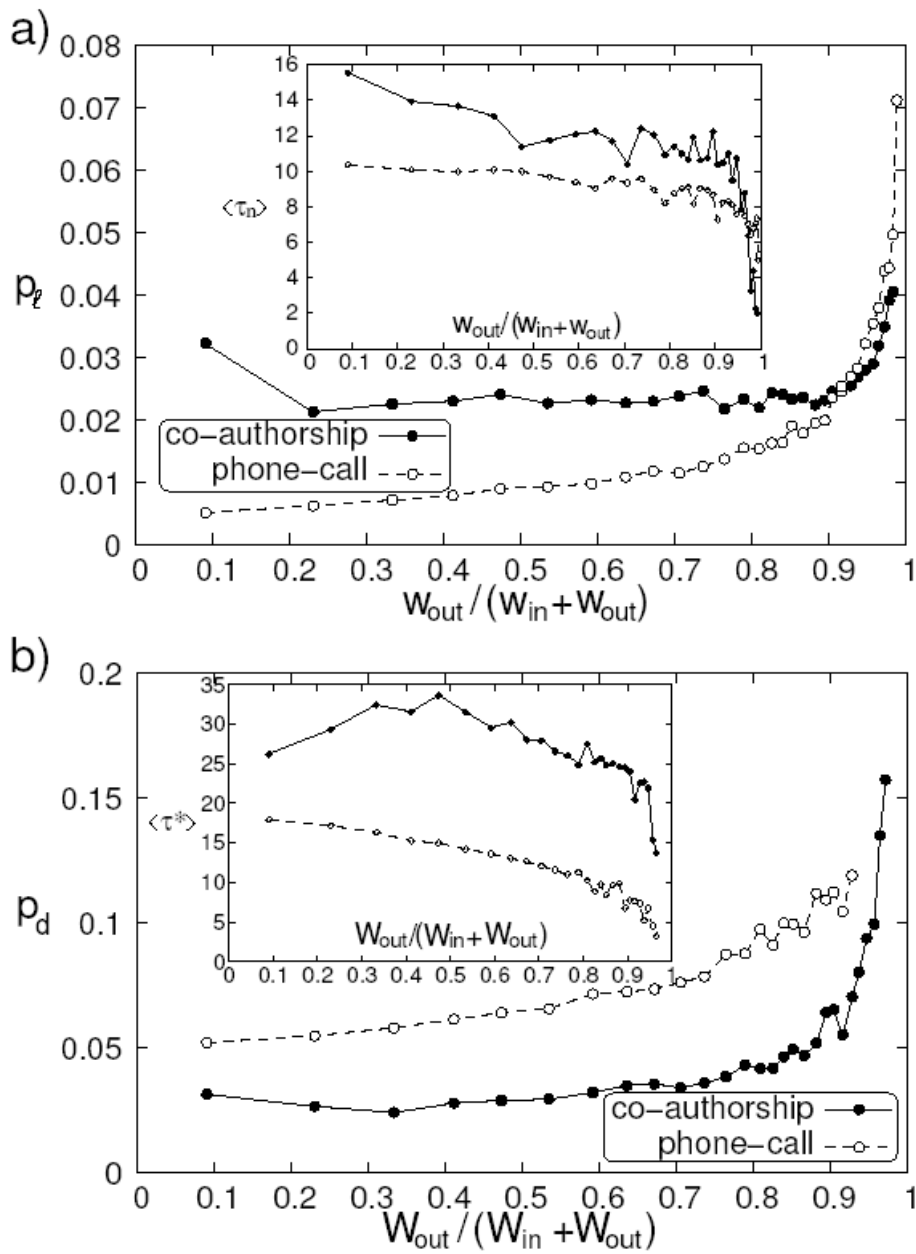 a)
0.08
0.07
0.06
0.05
0.04
0.03
0.02
0.01
0
pℓ
16
14
12
10
8
6
4
2
0
⟨τn⟩
wout/(win+wout)
0 0.1 0.2 0.3 0.4 0.5 0.6 0.7 0.8 0.9 1
co-authorship
phone-call
0 0.1 0.2 0.3 0.4 0.5 0.6 0.7 0.8 0.9 1
wout/(win+wout)
b)
0.2
0.15
0.1
0.05
0
pd
35
30
25
20
15
10
5
0
⟨τ*⟩
Wout/(Win+Wout)
0 0.1 0.2 0.3 0.4 0.5 0.6 0.7 0.8 0.9 1
co-authorship
phone-call
0 0.1 0.2 0.3 0.4 0.5 0.6 0.7 0.8 0.9 1
Wout/(Win+Wout)